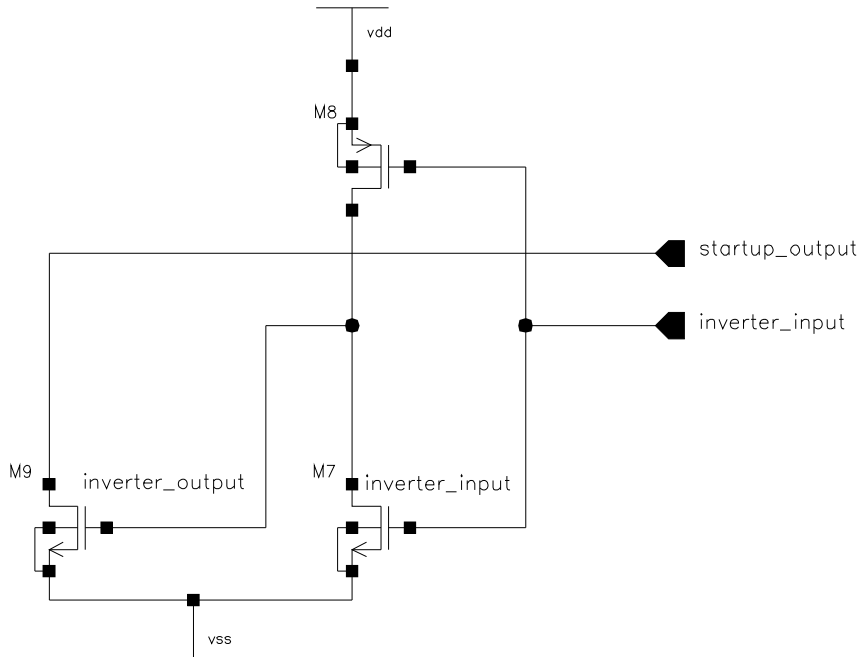 vdd
M8
startup_output
inverter_input
M9
inverter_output
M7
inverter_input
vss